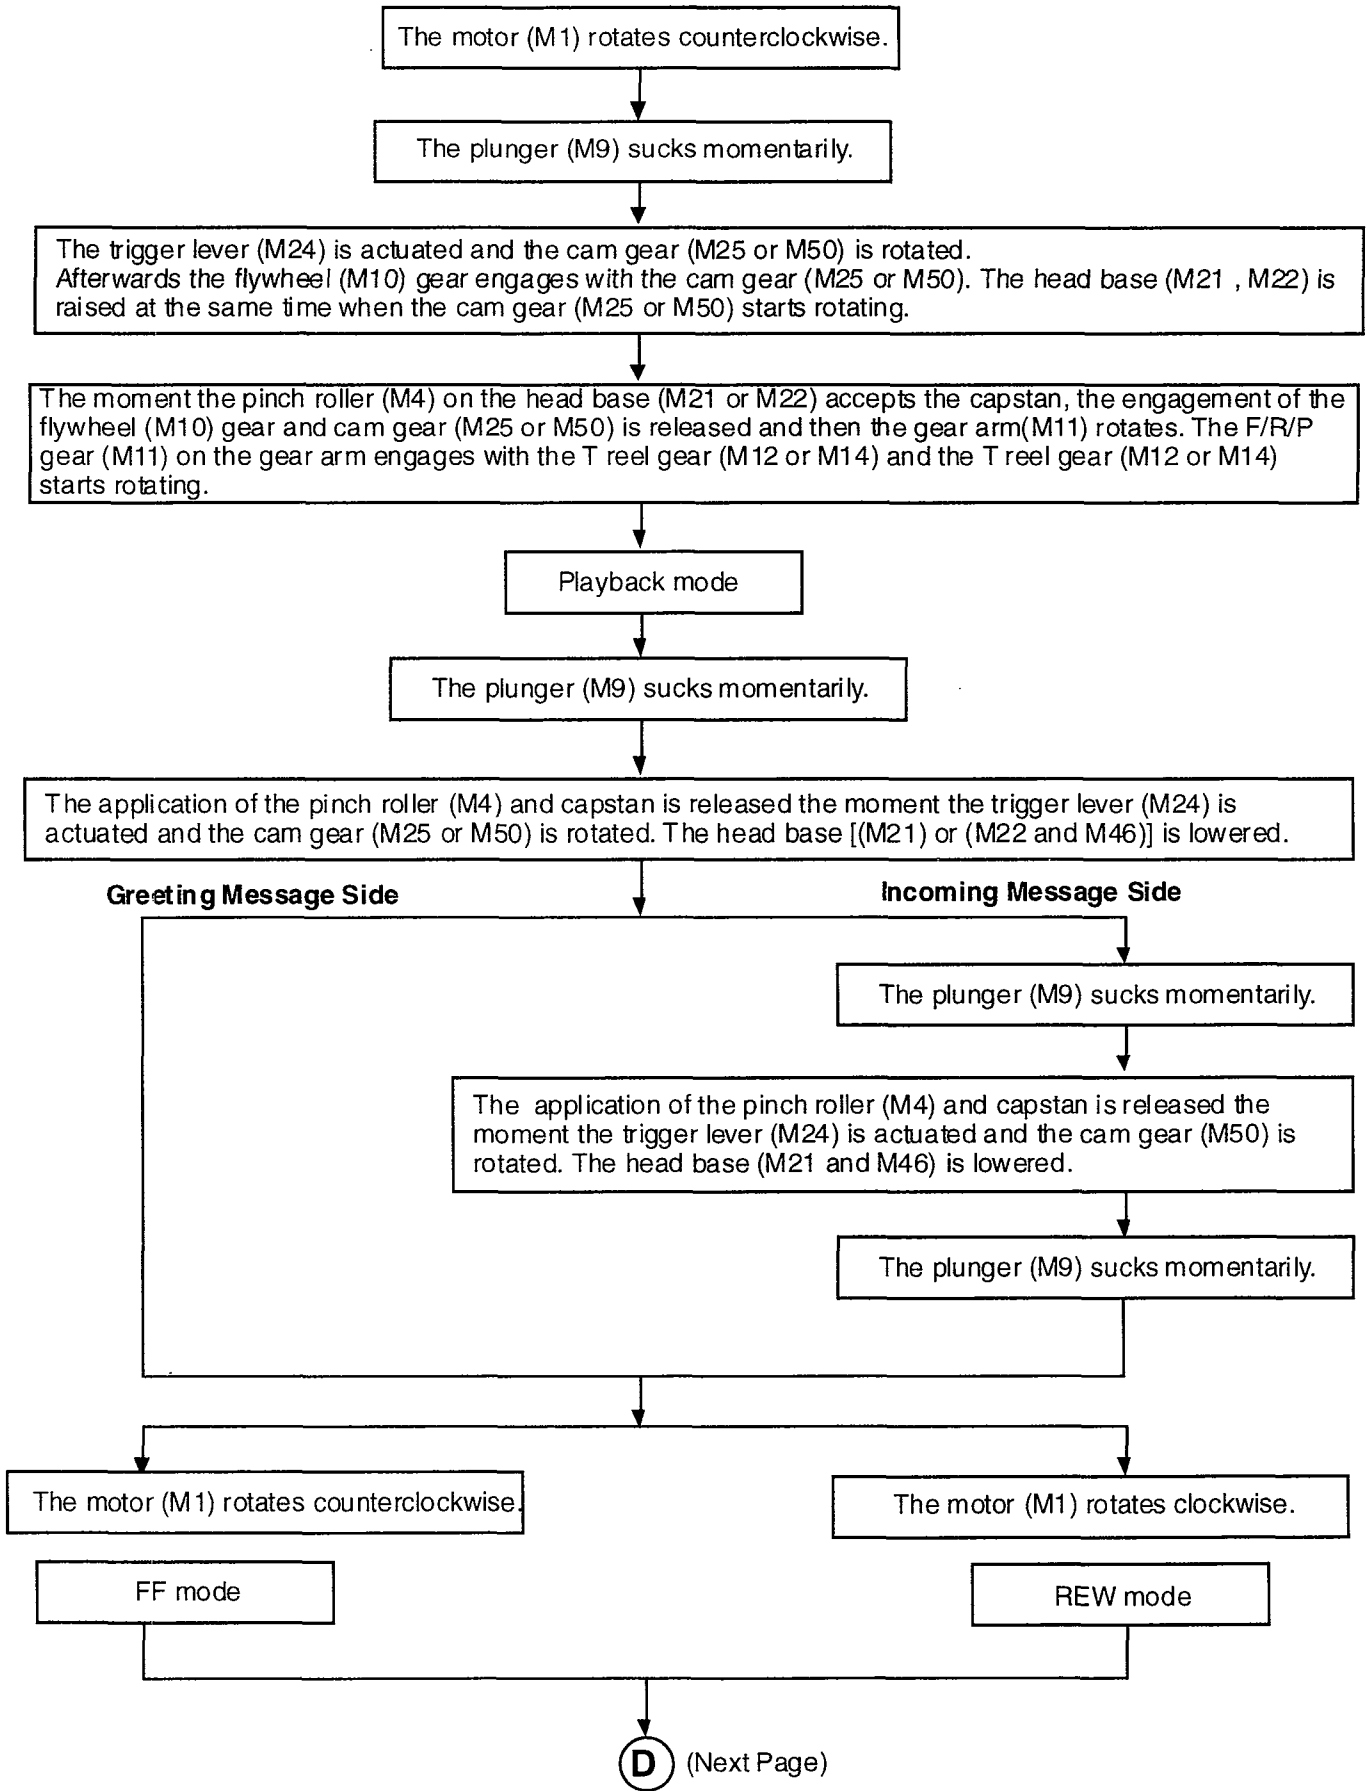 The motor (M1) rotates counterclockwise.
The plunger (M9) sucks momentarily.
The trigger lever (M24) is actuated and the cam gear (M25 or M50) is rotated.
Afterwards the flywheel (M10) gear engages with the cam gear (M25 or M50). The head base (M21 , M22) is
raised at the same time when the cam gear (M25 or M50) starts rotating.
The moment the pinch roller (M4) on the head base (M21 or M22) accepts the capstan, the engagement of the
flywheel (M10) gear and cam gear (M25 or M50) is released and then the gear arm(M11) rotates. The F/R/P
gear (M11) on the gear arm engages with the T reel gear (M12 or M14) and the T reel gear (M12 or M14)
starts rotating.
Playback mode
The plunger (M9) sucks momentarily.
The application of the pinch roller (M4) and capstan is released the moment the trigger lever (M24) is
actuated and the cam gear (M25 or M50) is rotated. The head base [(M21) or (M22 and M46)] is lowered.
Greeting Message Side
Incoming Message Side
The plunger (M9) sucks momentarily.
The application of the pinch roller (M4) and capstan is released the
moment the trigger lever (M24) is actuated and the cam gear (M50) is
rotated. The head base (M21 and M46) is lowered.
The plunger (M9) sucks momentarily.
The motor (M1) rotates counterclockwise.
The motor (M1) rotates clockwise.
FF mode
REW mode
D (Next Page)